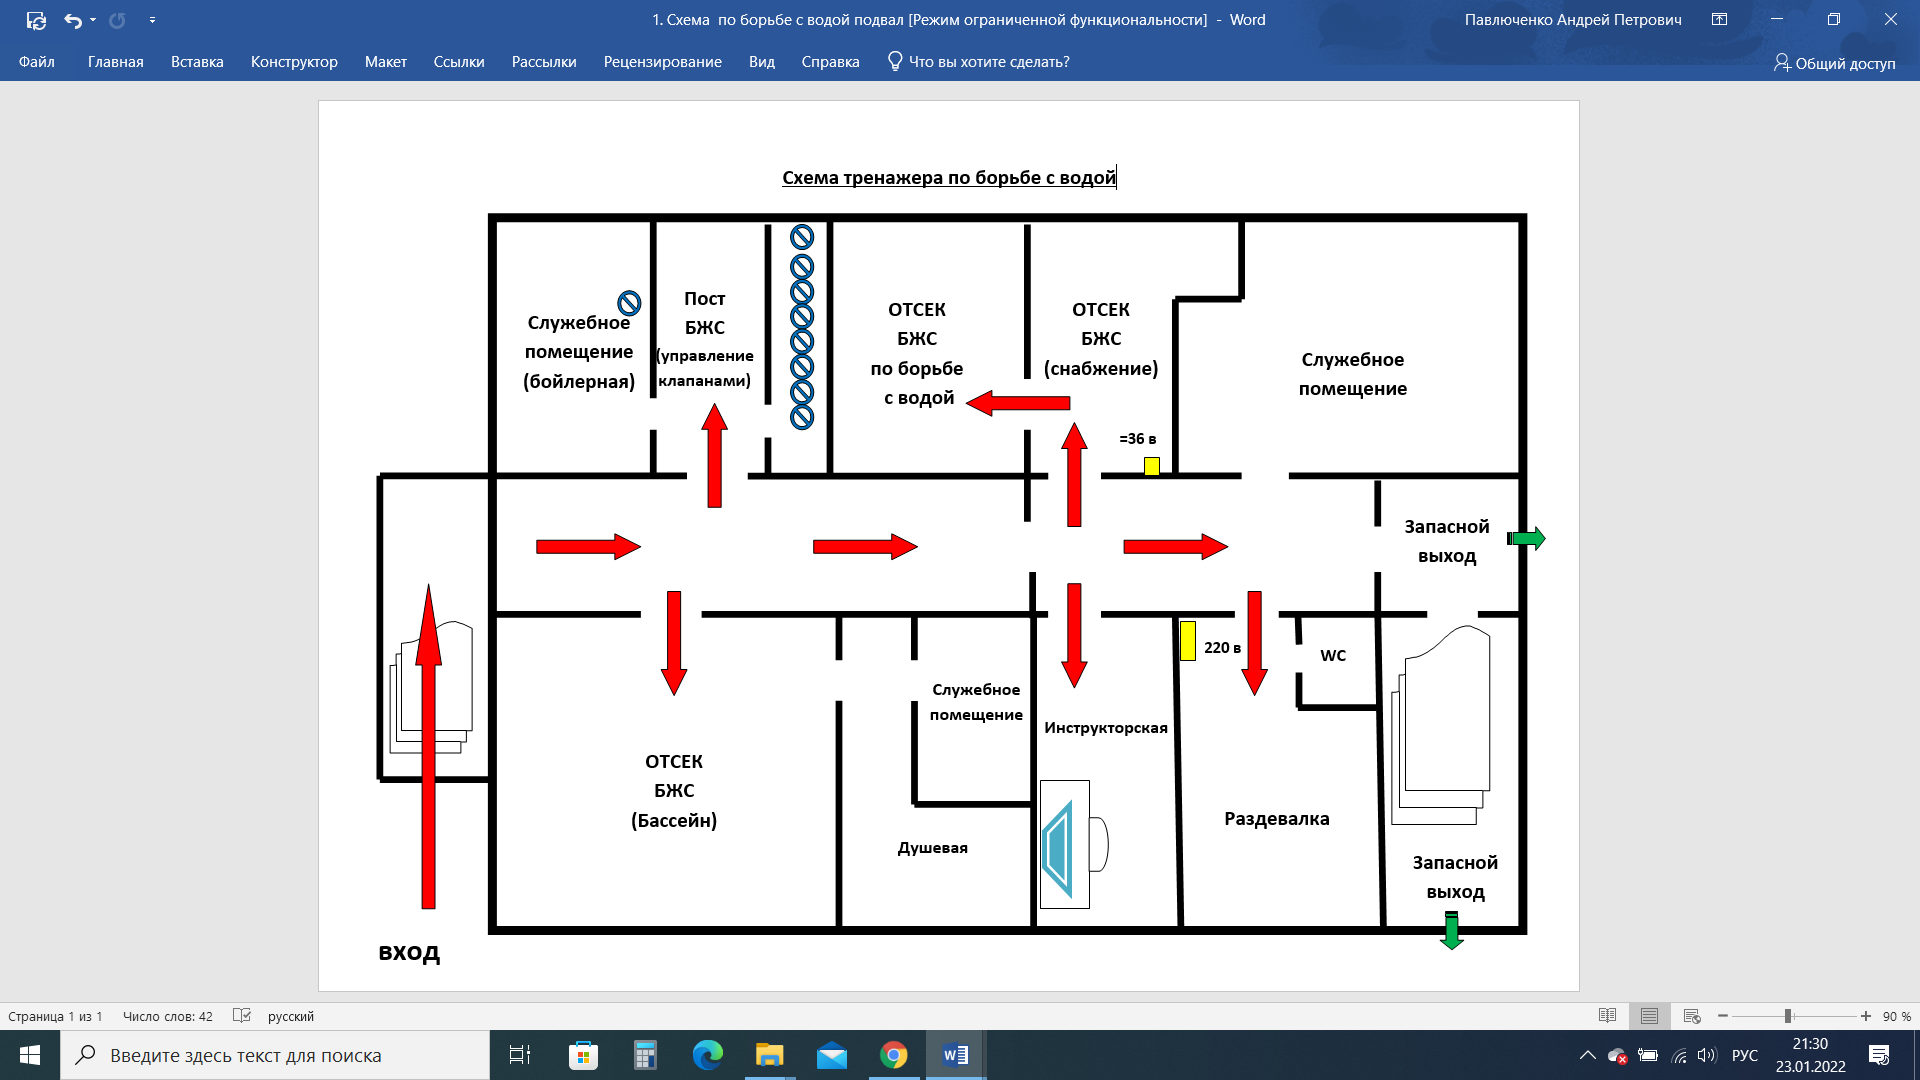 1. Схема  по борьбе с водой подвал [Режим ограниченной функциональности]  -  Word
Павлюченко Андрей Петрович
Файл
Главная
Вставка
Конструктор
Макет
Ссылки
Рассылки
Рецензирование
Вид
Справка
Что вы хотите сделать?
Общий доступ
Схема тренажера по борьбе с водой
Служебное
помещение
(бойлерная)
Пост
БЖС
(управление
клапанами)
ОТСЕК
БЖС
по борьбе
с водой
ОТСЕК
БЖС
(снабжение)
=36 в
Служебное
помещение
Запасной
выход
220 в
WC
Служебное
помещение
Инструкторская
ОТСЕК
БЖС
(Бассейн)
Душевая
Раздевалка
Запасной
выход
вход
Страница 1 из 1
Число слов: 42
русский
90 %
Введите здесь текст для поиска
РУС
21:30
23.01.2022